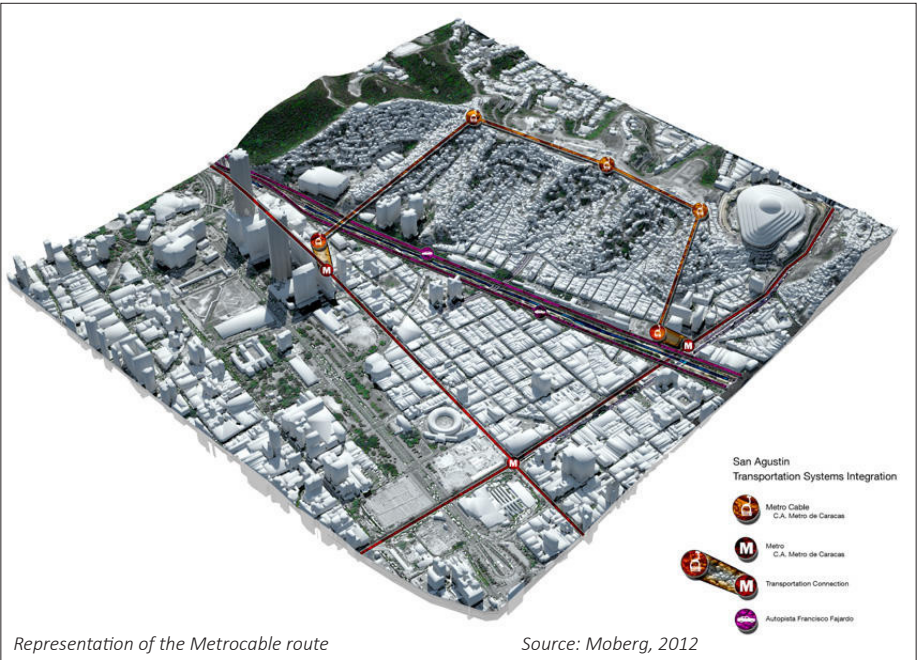 M
M
M
San Agustin
Transportation Systems Integration
Metro Cable
C.A. Metro de Caracas
M
Metro
C.A. Metro de Caracas
M
Transportation Connection
Autopista Francisco Fajardo
Representation of the Metrocable route
Source: Moberg, 2012